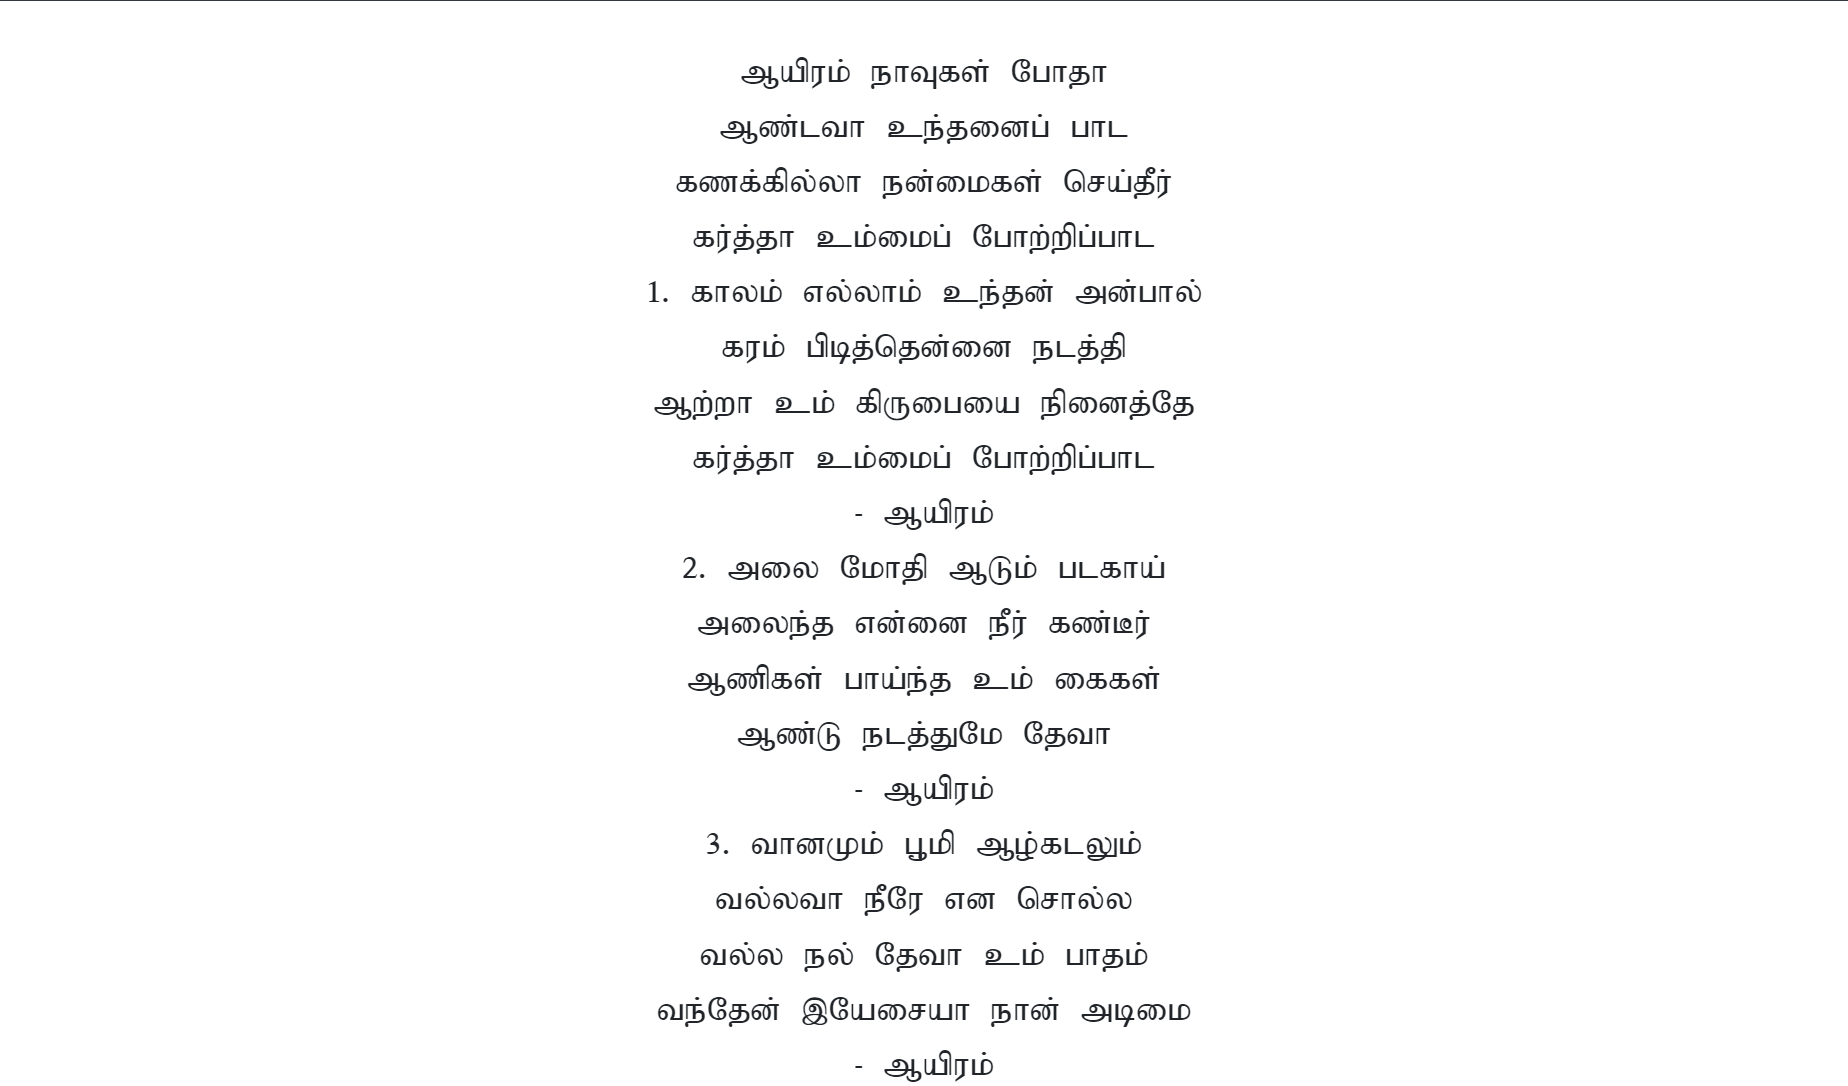 ஆயிரம் நாவுகள் போதா
ஆண்டவா உந்தனைப் பாட
கணக்கில்லா நன்மைகள் செய்தீர்
கர்த்தா உம்மைப் போற்றிப்பாட
1. காலம் எல்லாம் உந்தன் அன்பால்
கரம் பிடித்தென்னை நடத்தி
ஆற்றா உம் கிருபையை நினைத்தே
கர்த்தா உம்மைப் போற்றிப்பாட
- ஆயிரம்
2. அலை மோதி ஆடும் படகாய்
அலைந்த என்னை நீர் கண்டீர்
ஆணிகள் பாய்ந்த உம் கைகள்
ஆண்டு நடத்துமே தேவா
- ஆயிரம்
3. வானமும் பூமி ஆழ்கடலும்
வல்லவா நீரே என சொல்ல
வல்ல நல் தேவா உம் பாதம்
வந்தேன் இயேசையா நான் அடிமை
- ஆயிரம்